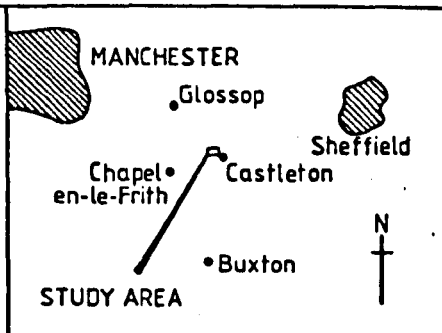 MANCHESTER
Glossop
Sheffield
Castleton
Chapel
en-le-Frith
N
Buxton
STUDY AREA